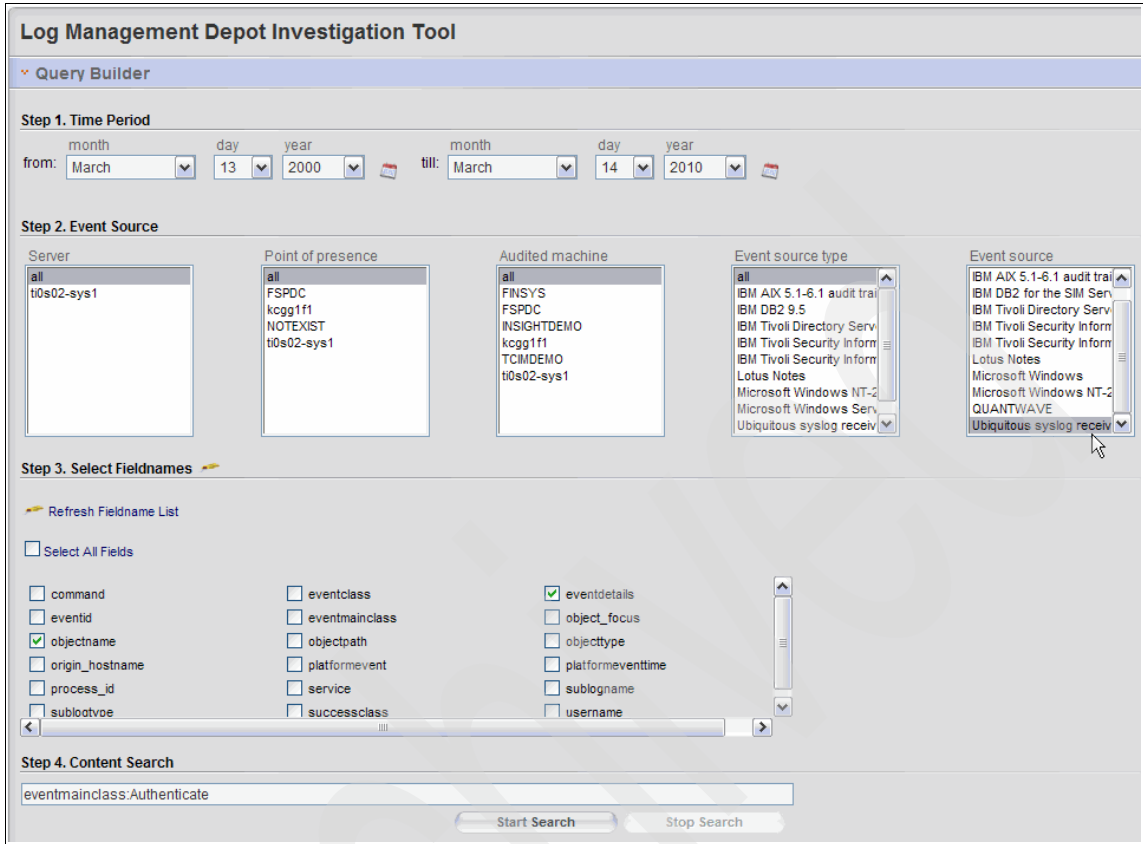 Log Management Depot Investigation Tool
Query Builder
Step 1. Time Period
month day year month day year
from: March 13 2000 till: March 14 2010
Step 2. Event Source
Server
all
ti0s02-sys1
Point of presence
all
FSPDC
kcgg1f1
NOTEXIST
ti0s02-sys1
Audited machine
all
FINSYS
FSPDC
INSIGHTDEMO
kcgg1f1
TCIMDEMO
ti0s02-sys1
Event source type
all
IBM AIX 5.1-6.1 audit trai
IBM DB2 9.5
IBM Tivoli Directory Serv
IBM Tivoli Security Inform
IBM Tivoli Security Inform
Lotus Notes
Microsoft Windows NT-2
Microsoft Windows Serv
Ubiquitous syslog receiv
Event source
IBM AIX 5.1-6.1 audit trai
IBM DB2 for the SIM Serv
IBM Tivoli Directory Serv
IBM Tivoli Security Inform
IBM Tivoli Security Inform
Lotus Notes
Microsoft Windows
Microsoft Windows NT-2
QUANTWAVE
Ubiquitous syslog receiv
Step 3. Select Fieldnames
Refresh Fieldname List
Select All Fields
command eventclass eventdetails
eventid eventmainclass object_focus
objectname objectpath objecttype
origin_hostname platformevent platformeventtime
process_id service sublogname
sublogtype successclass username
Step 4. Content Search
eventmainclass:Authenticate
Start Search Stop Search